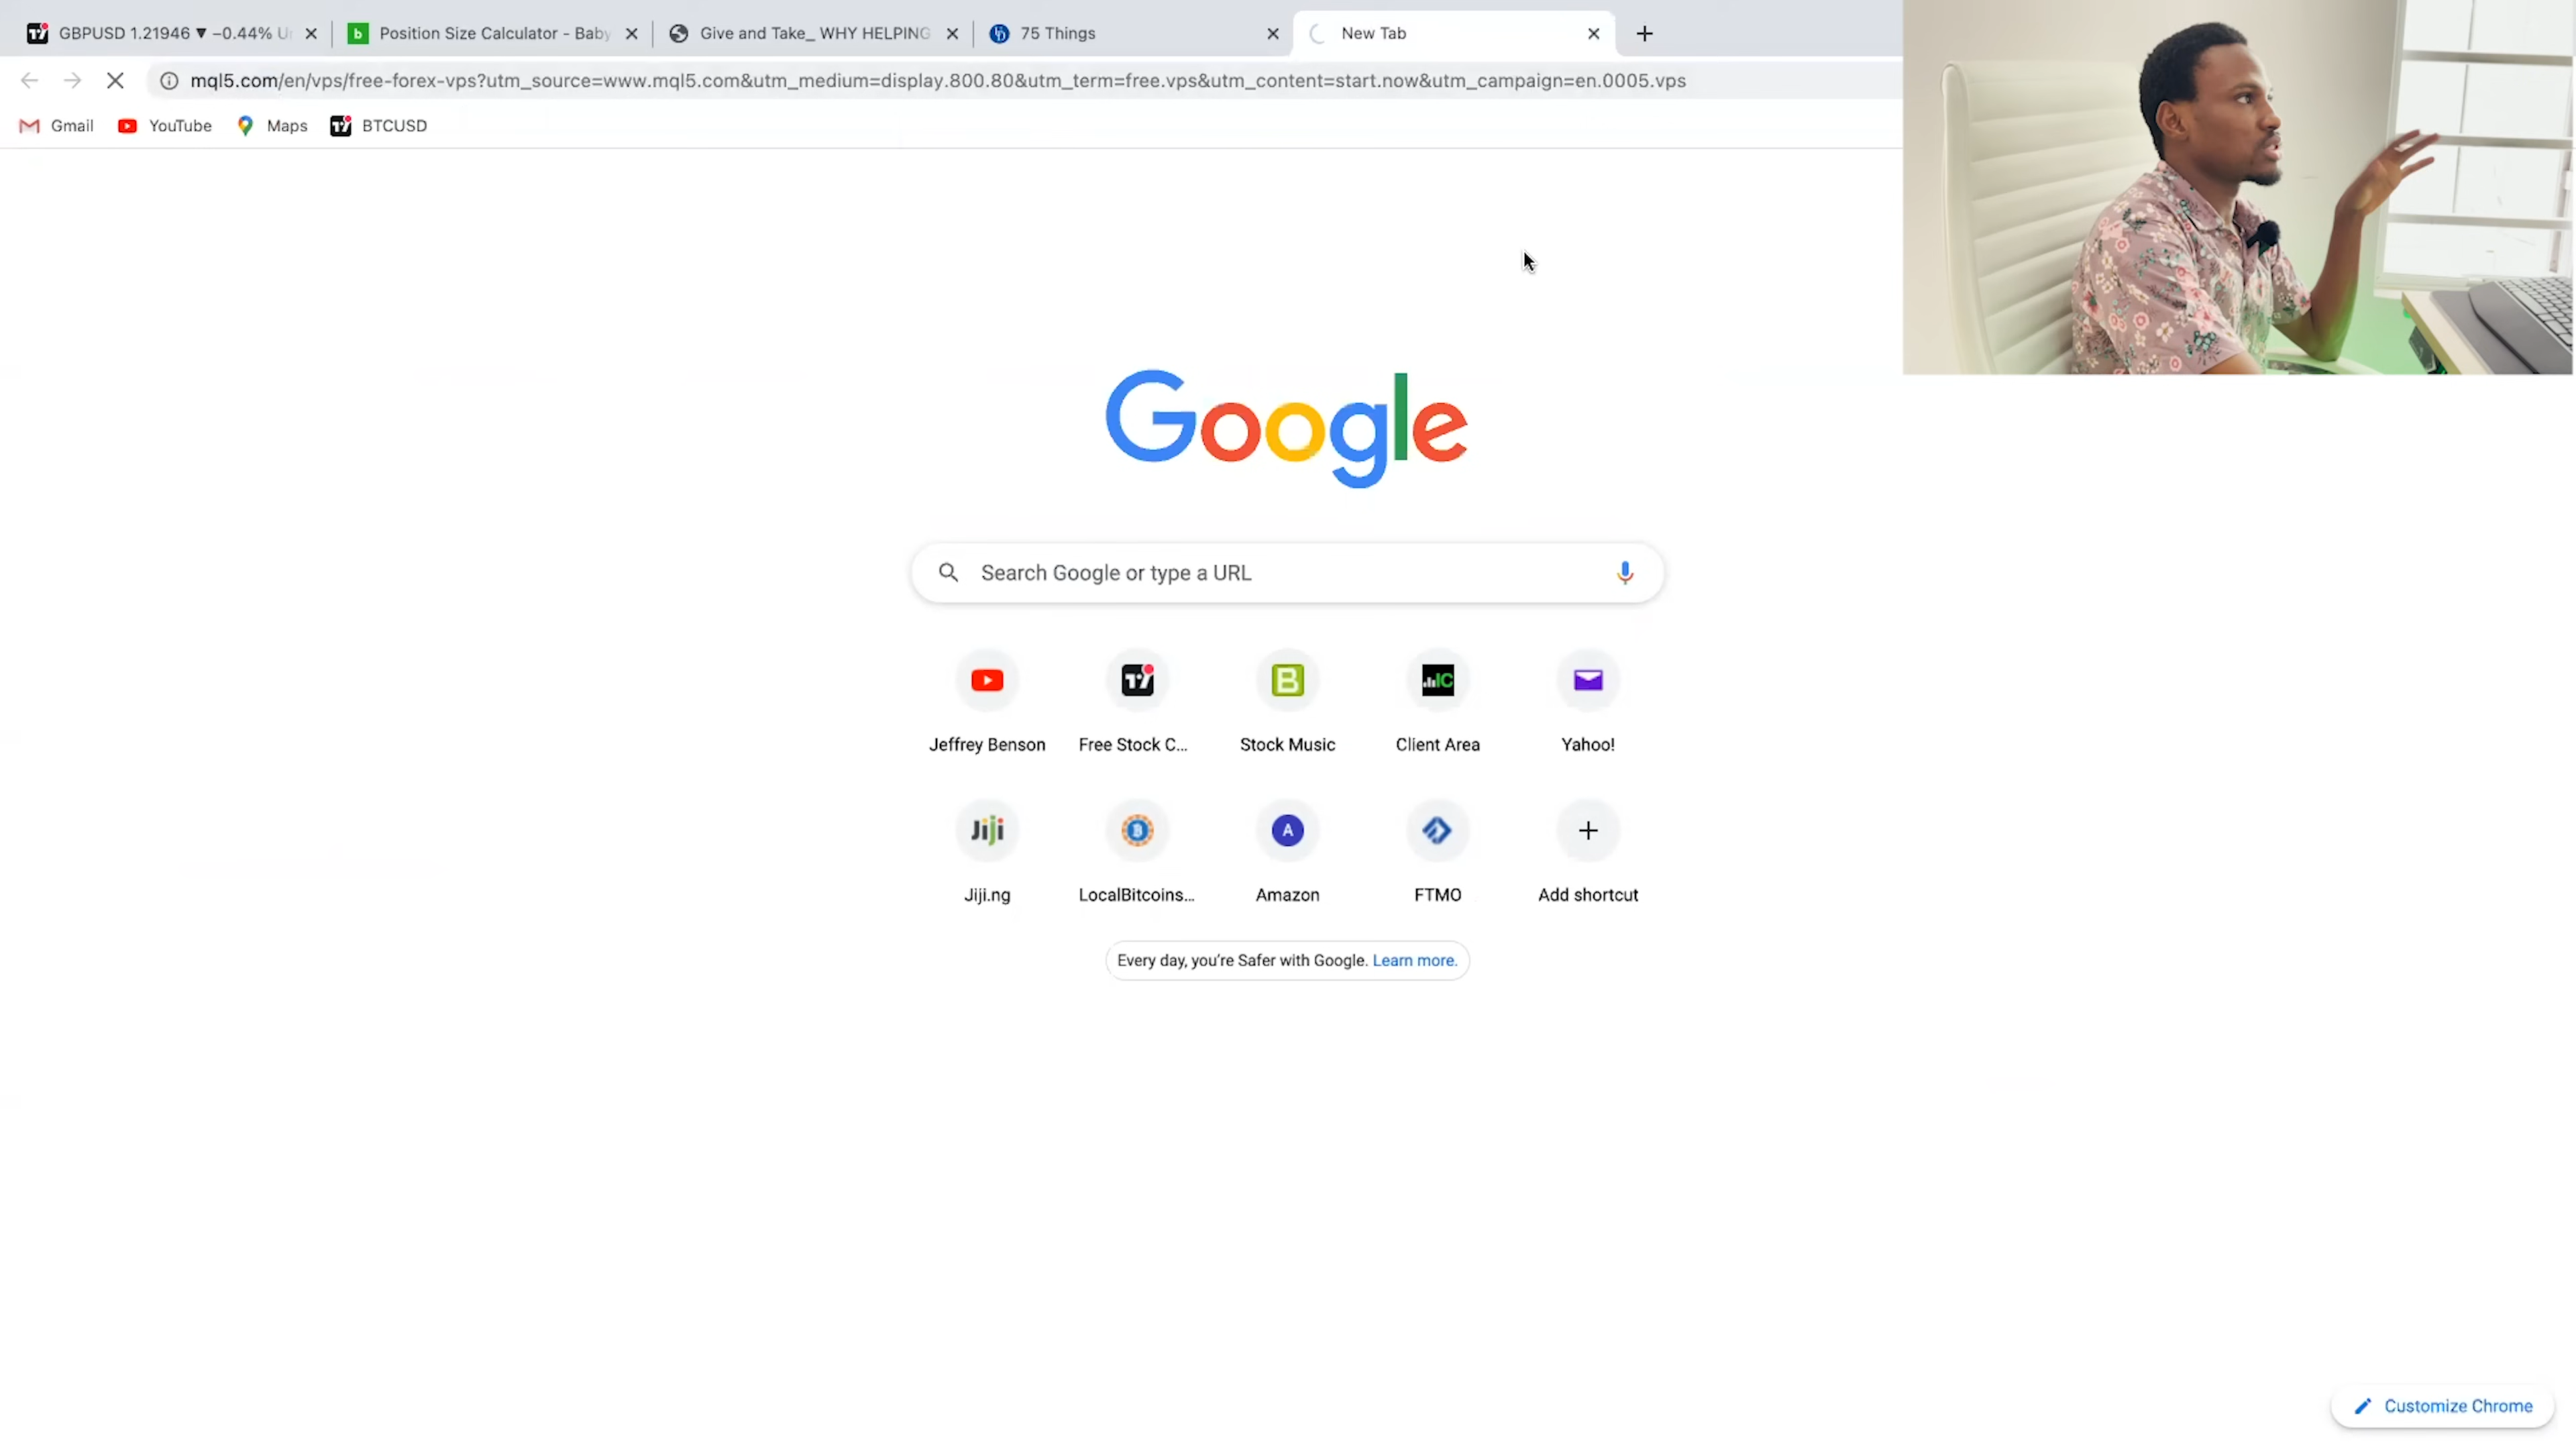 GBPUSD 1.21946 ▼ −0.44% U
Position Size Calculator - Baby
Give and Take_ WHY HELPING
75 Things
New Tab
mql5.com/en/vps/free-forex-vps?utm_source=www.mql5.com&utm_medium=display.800.80&utm_term=free.vps&utm_content=start.now&utm_campaign=en.0005.vps
Gmail YouTube Maps BTCUSD
Google
Search Google or type a URL
Jeffrey Benson
Free Stock C...
Stock Music
Client Area
Yahoo!
Jiji.ng
LocalBitcoins...
Amazon
FTMO
Add shortcut
Every day, you're Safer with Google. Learn more.
Customize Chrome